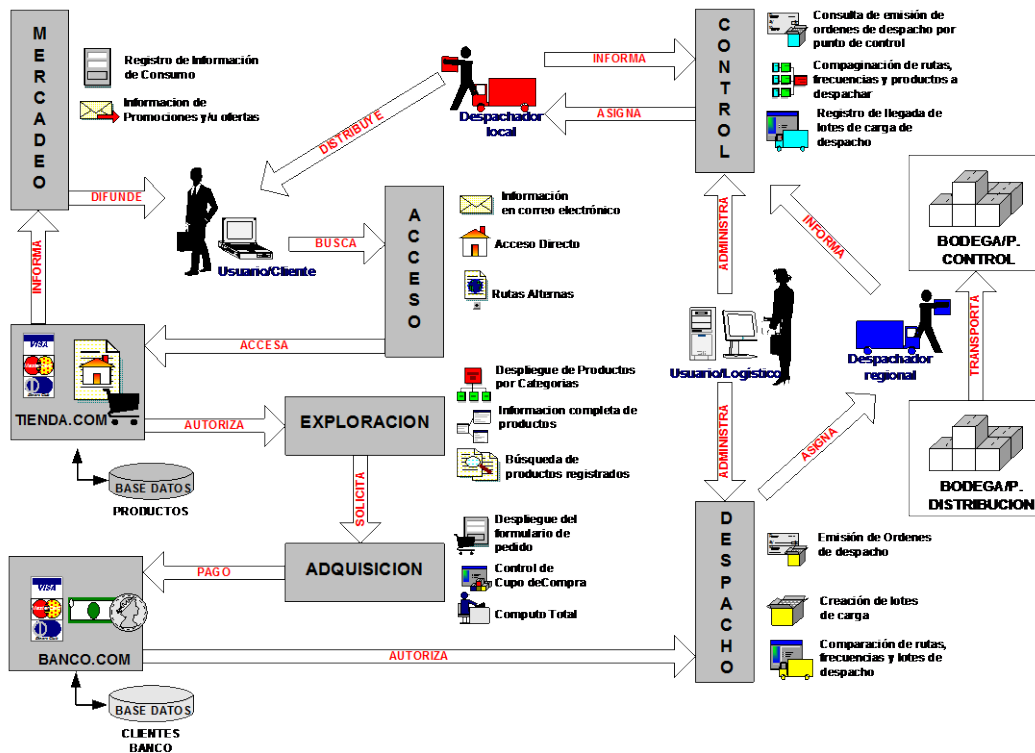 MERCADEO
Registro de Información
de Consumo
Informacion de
Promociones y/u ofertas
INFORMA
ASIGNA
Despachador
local
DISTRIBUYE
CONTROL
Consulta de emisión de
ordenes de despacho por
punto de control
Compaginación de rutas,
frecuencias y productos a
despachar
Registro de llegada de
lotes de carga de
despacho
DIFUNDE
Usuario/Cliente
BUSCA
ACCESO
Información
en correo electrónico
Acceso Directo
Rutas Alternas
INFORMA
ACCESA
VISA
TIENDA.COM
BASE DATOS
PRODUCTOS
AUTORIZA
EXPLORACION
Despliegue de Productos
por Categorias
Informacion completa de
productos
Búsqueda de
productos registrados
SOLICITA
ADQUISICION
Despliegue del
formulario de
pedido
Control de
Cupo deCompra
Computo Total
PAGO
VISA
BANCO.COM
BASE DATOS
CLIENTES
BANCO
AUTORIZA
ADMINISTRA
Usuario/Logístico
ADMINISTRA
INFORMA
Despachador
regional
ASIGNA
BODEGA/P.
CONTROL
TRANSPORTA
BODEGA/P.
DISTRIBUCION
DESPACHO
Emisión de Ordenes
de despacho
Creación de lotes
de carga
Comparación de rutas,
frecuencias y lotes de
despacho